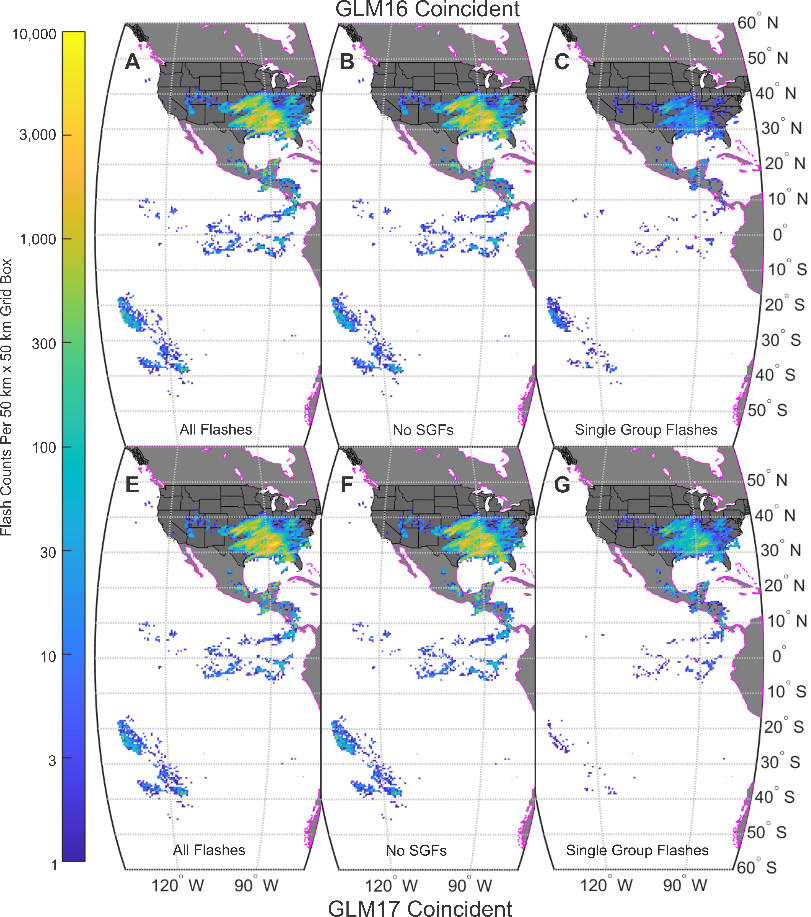 GLM16 Coincident
Flash Counts Per 50 km x 50 km Grid Box
10,000
3,000
1,000
300
100
30
10
3
1
A
B
C
60° N
50° N
40° N
30° N
20° N
10° N
0°
10° S
20° S
30° S
40° S
50° S
All Flashes
No SGFs
Single Group Flashes
E
F
G
50° N
40° N
30° N
20° N
10° N
0°
10° S
20° S
30° S
40° S
50° S
60° S
All Flashes
No SGFs
Single Group Flashes
120° W
90° W
120° W
90° W
120° W
90° W
GLM17 Coincident